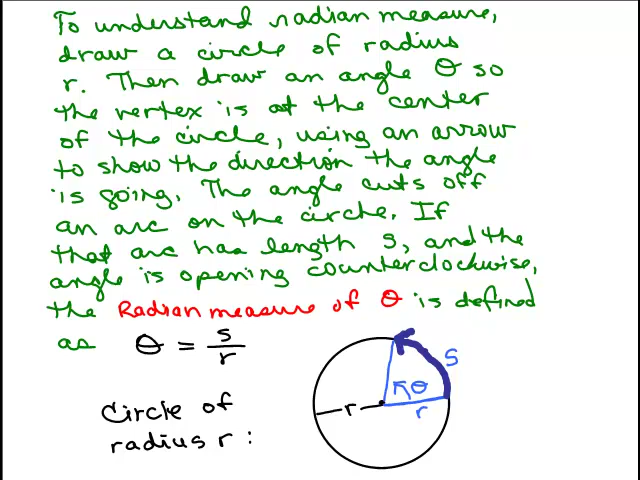 To understand radian measure,
draw a circle of radius
r. Then draw an angle θ so
the vertex is at the center
of the circle, using an arrow
to show the direction the angle
is going. The angle cuts off
an arc on the circle. If
that arc has length s, and the
angle is opening counterclockwise,
the Radian measure of θ is defined
as θ = s/r
s
θ
r
r
Circle of
radius r: